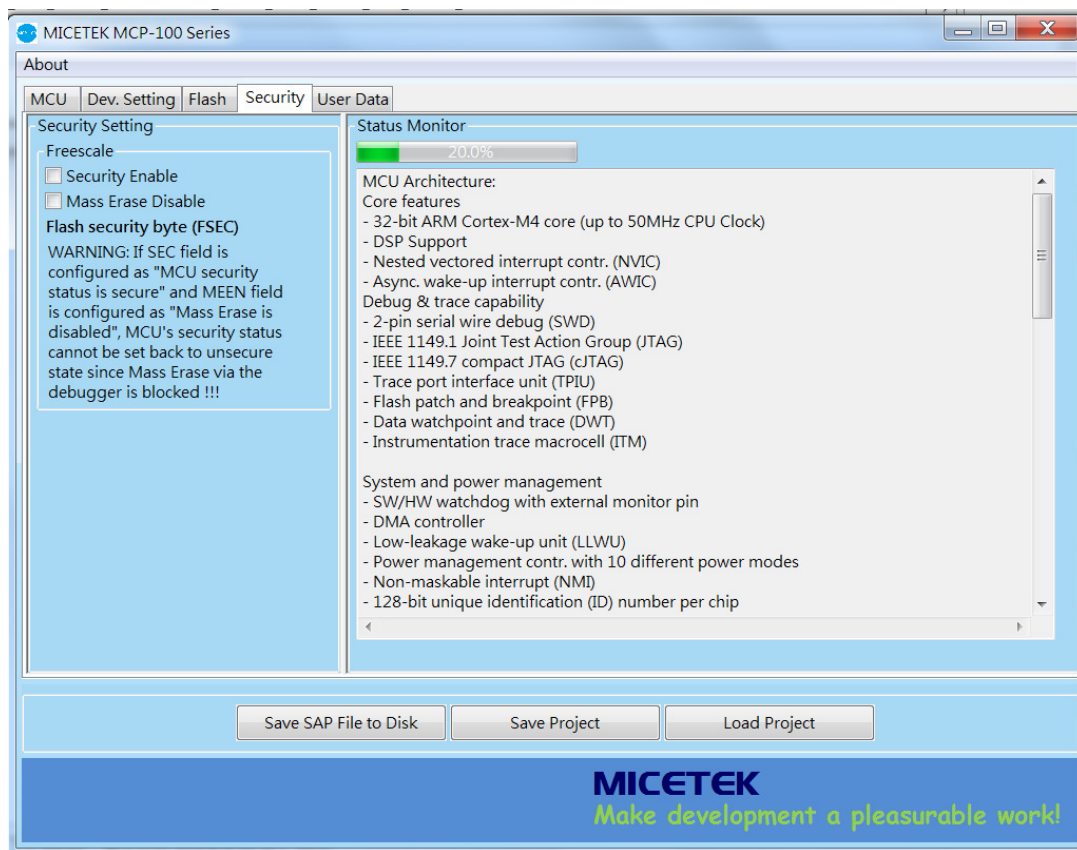 MICETEK MCP-100 Series
About
MCU Dev. Setting Flash Security User Data
Security Setting
Freescale
Security Enable
Mass Erase Disable
Flash security byte (FSEC)
WARNING: If SEC field is
configured as "MCU security
status is secure" and MEEN field
is configured as "Mass Erase is
disabled", MCU's security status
cannot be set back to unsecure
state since Mass Erase via the
debugger is blocked !!!
Status Monitor
20.0%
MCU Architecture:
Core features
- 32-bit ARM Cortex-M4 core (up to 50MHz CPU Clock)
- DSP Support
- Nested vectored interrupt contr. (NVIC)
- Async. wake-up interrupt contr. (AWIC)
Debug & trace capability
- 2-pin serial wire debug (SWD)
- IEEE 1149.1 Joint Test Action Group (JTAG)
- IEEE 1149.7 compact JTAG (cJTAG)
- Trace port interface unit (TPIU)
- Flash patch and breakpoint (FPB)
- Data watchpoint and trace (DWT)
- Instrumentation trace macrocell (ITM)
System and power management
- SW/HW watchdog with external monitor pin
- DMA controller
- Low-leakage wake-up unit (LLWU)
- Power management contr. with 10 different power modes
- Non-maskable interrupt (NMI)
- 128-bit unique identification (ID) number per chip
Save SAP File to Disk Save Project Load Project
MICETEK
Make development a pleasurable work!